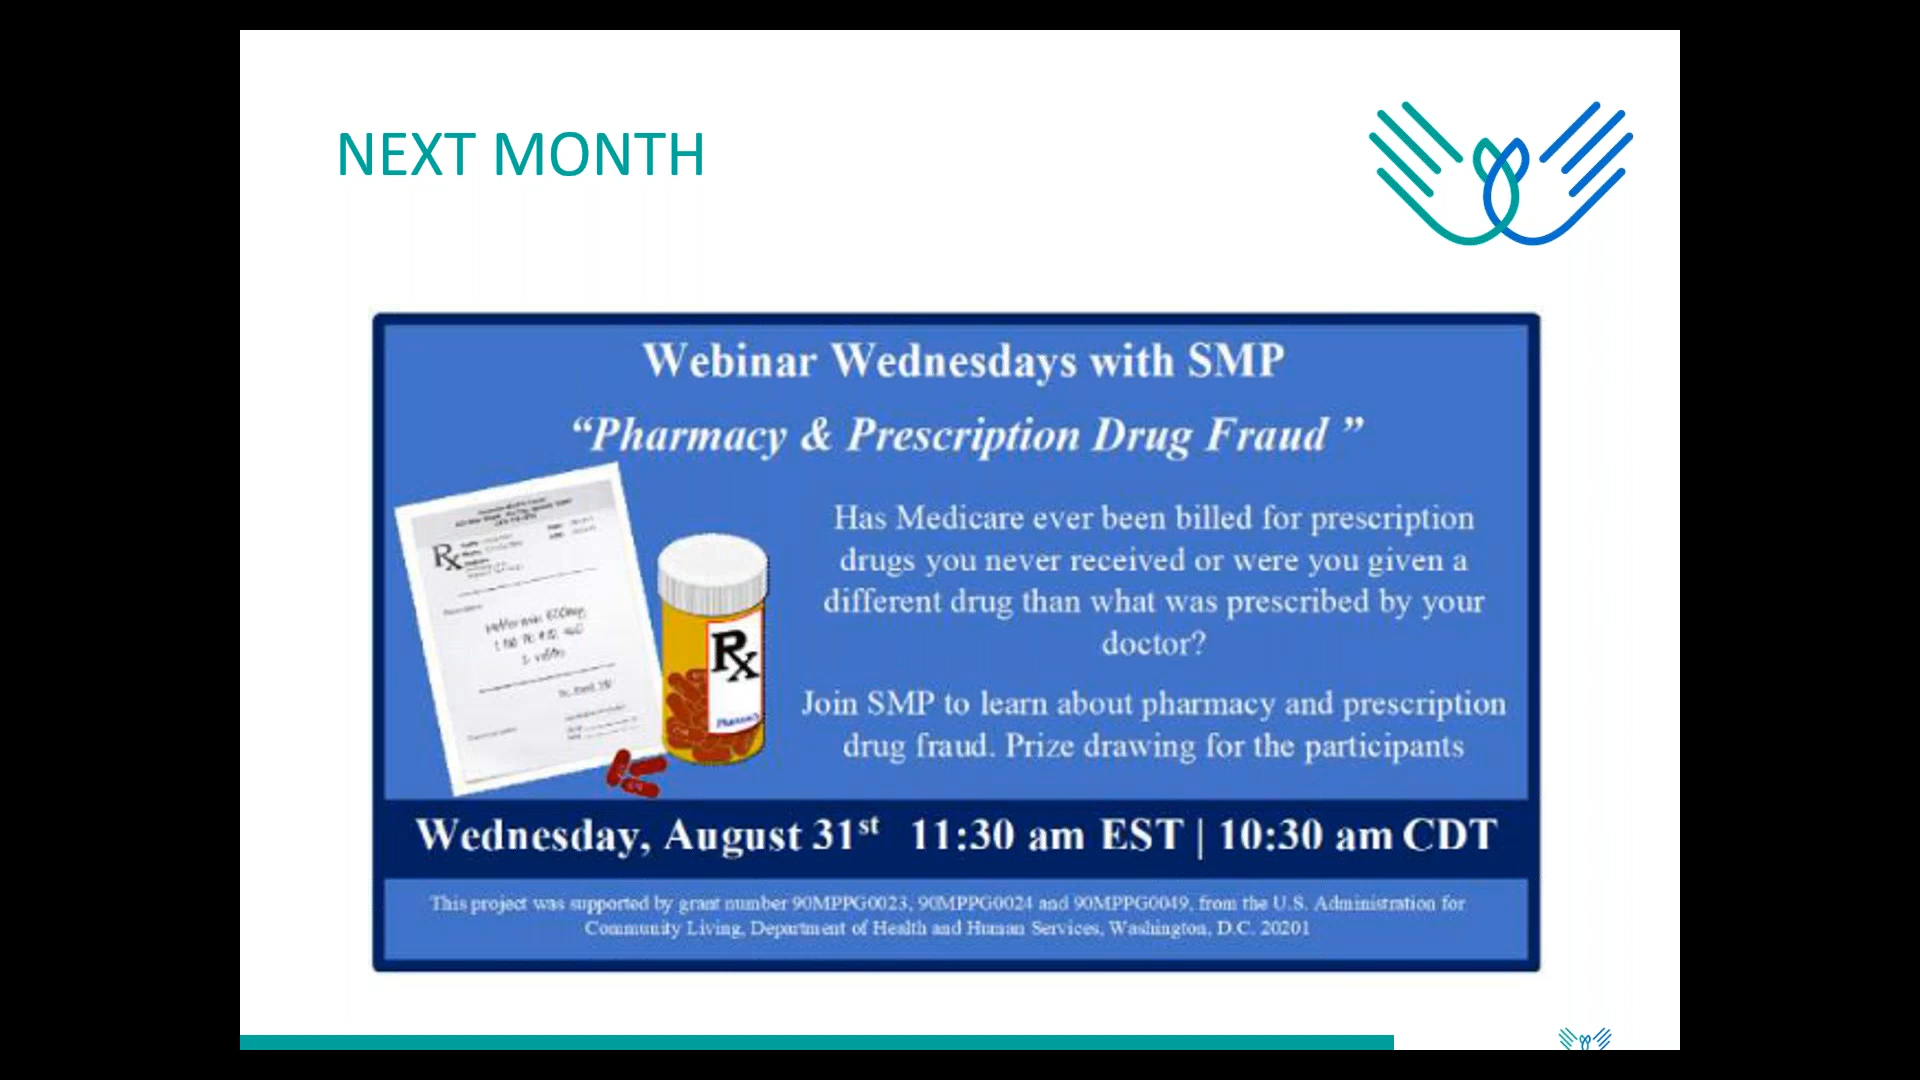 NEXT MONTH
Webinar Wednesdays with SMP
“Pharmacy & Prescription Drug Fraud ”
Has Medicare ever been billed for prescription
drugs you never received or were you given a
different drug than what was prescribed by your
doctor?
Join SMP to learn about pharmacy and prescription
drug fraud. Prize drawing for the participants
Rx
Rx
Pharmacy
Wednesday, August 31st 11:30 am EST | 10:30 am CDT
This project was supported by grant number 90MPPG0023, 90MPPG0024 and 90MPPG0049, from the U.S. Administration for
Community Living, Department of Health and Human Services, Washington, D.C. 20201